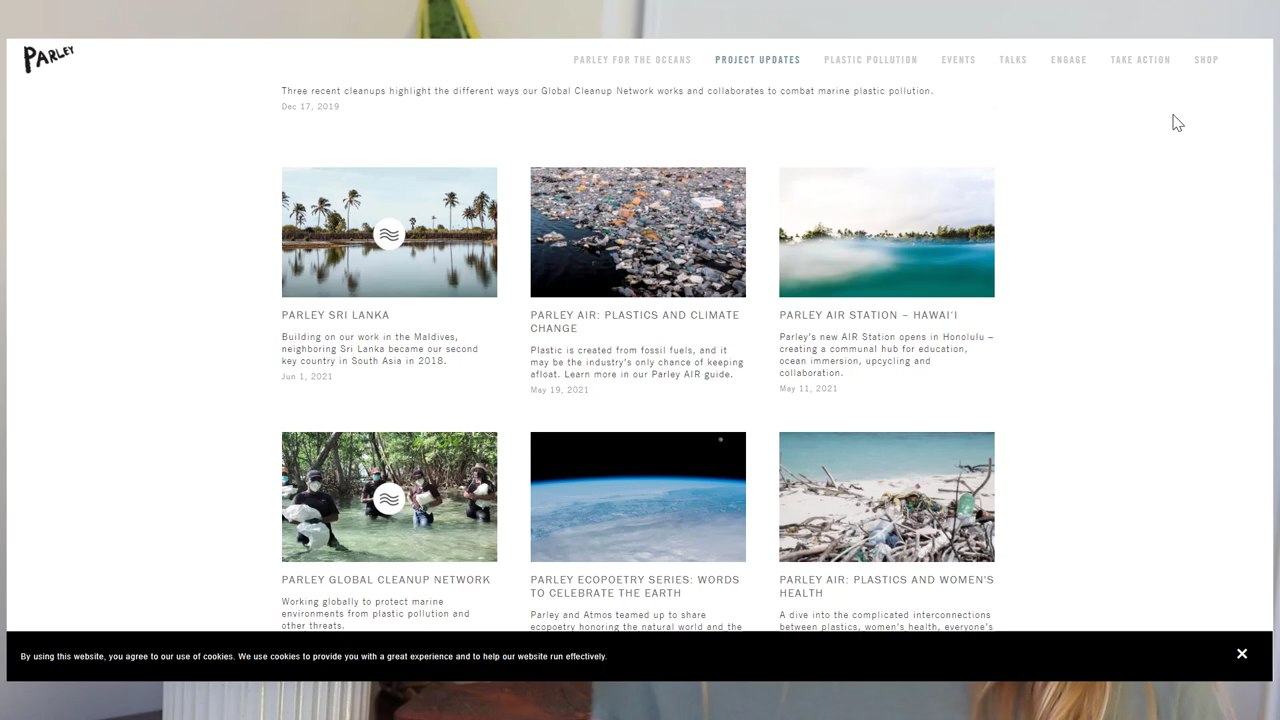 PARLEY
PARLEY FOR THE OCEANS PROJECT UPDATES PLASTIC POLLUTION EVENTS TALKS ENGAGE TAKE ACTION SHOP
Three recent cleanups highlight the different ways our Global Cleanup Network works and collaborates to combat marine plastic pollution.
Dec 17, 2019
PARLEY SRI LANKA
Building on our work in the Maldives,
neighboring Sri Lanka became our second
key country in South Asia in 2018.
Jun 1, 2021
PARLEY AIR: PLASTICS AND CLIMATE
CHANGE
Plastic is created from fossil fuels, and it
may be the industry's only chance of keeping
afloat. Learn more in our Parley AIR guide.
May 19, 2021
PARLEY AIR STATION – HAWAI'I
Parley's new AIR Station opens in Honolulu –
creating a communal hub for education,
ocean immersion, upcycling and
collaboration.
May 11, 2021
PARLEY GLOBAL CLEANUP NETWORK
Working globally to protect marine
environments from plastic pollution and
other threats.
PARLEY ECOPOETRY SERIES: WORDS
TO CELEBRATE THE EARTH
Parley and Atmos teamed up to share
ecopoetry honoring the natural world and the
PARLEY AIR: PLASTICS AND WOMEN'S
HEALTH
A dive into the complicated interconnections
between plastics, women's health, everyone's
By using this website, you agree to our use of cookies. We use cookies to provide you with a great experience and to help our website run effectively.